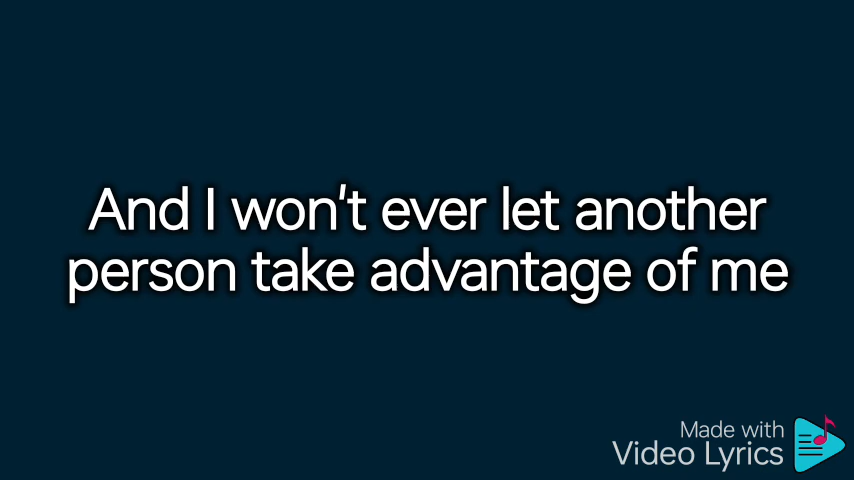 And I won't ever let another
person take advantage of me
Made with
Video Lyrics